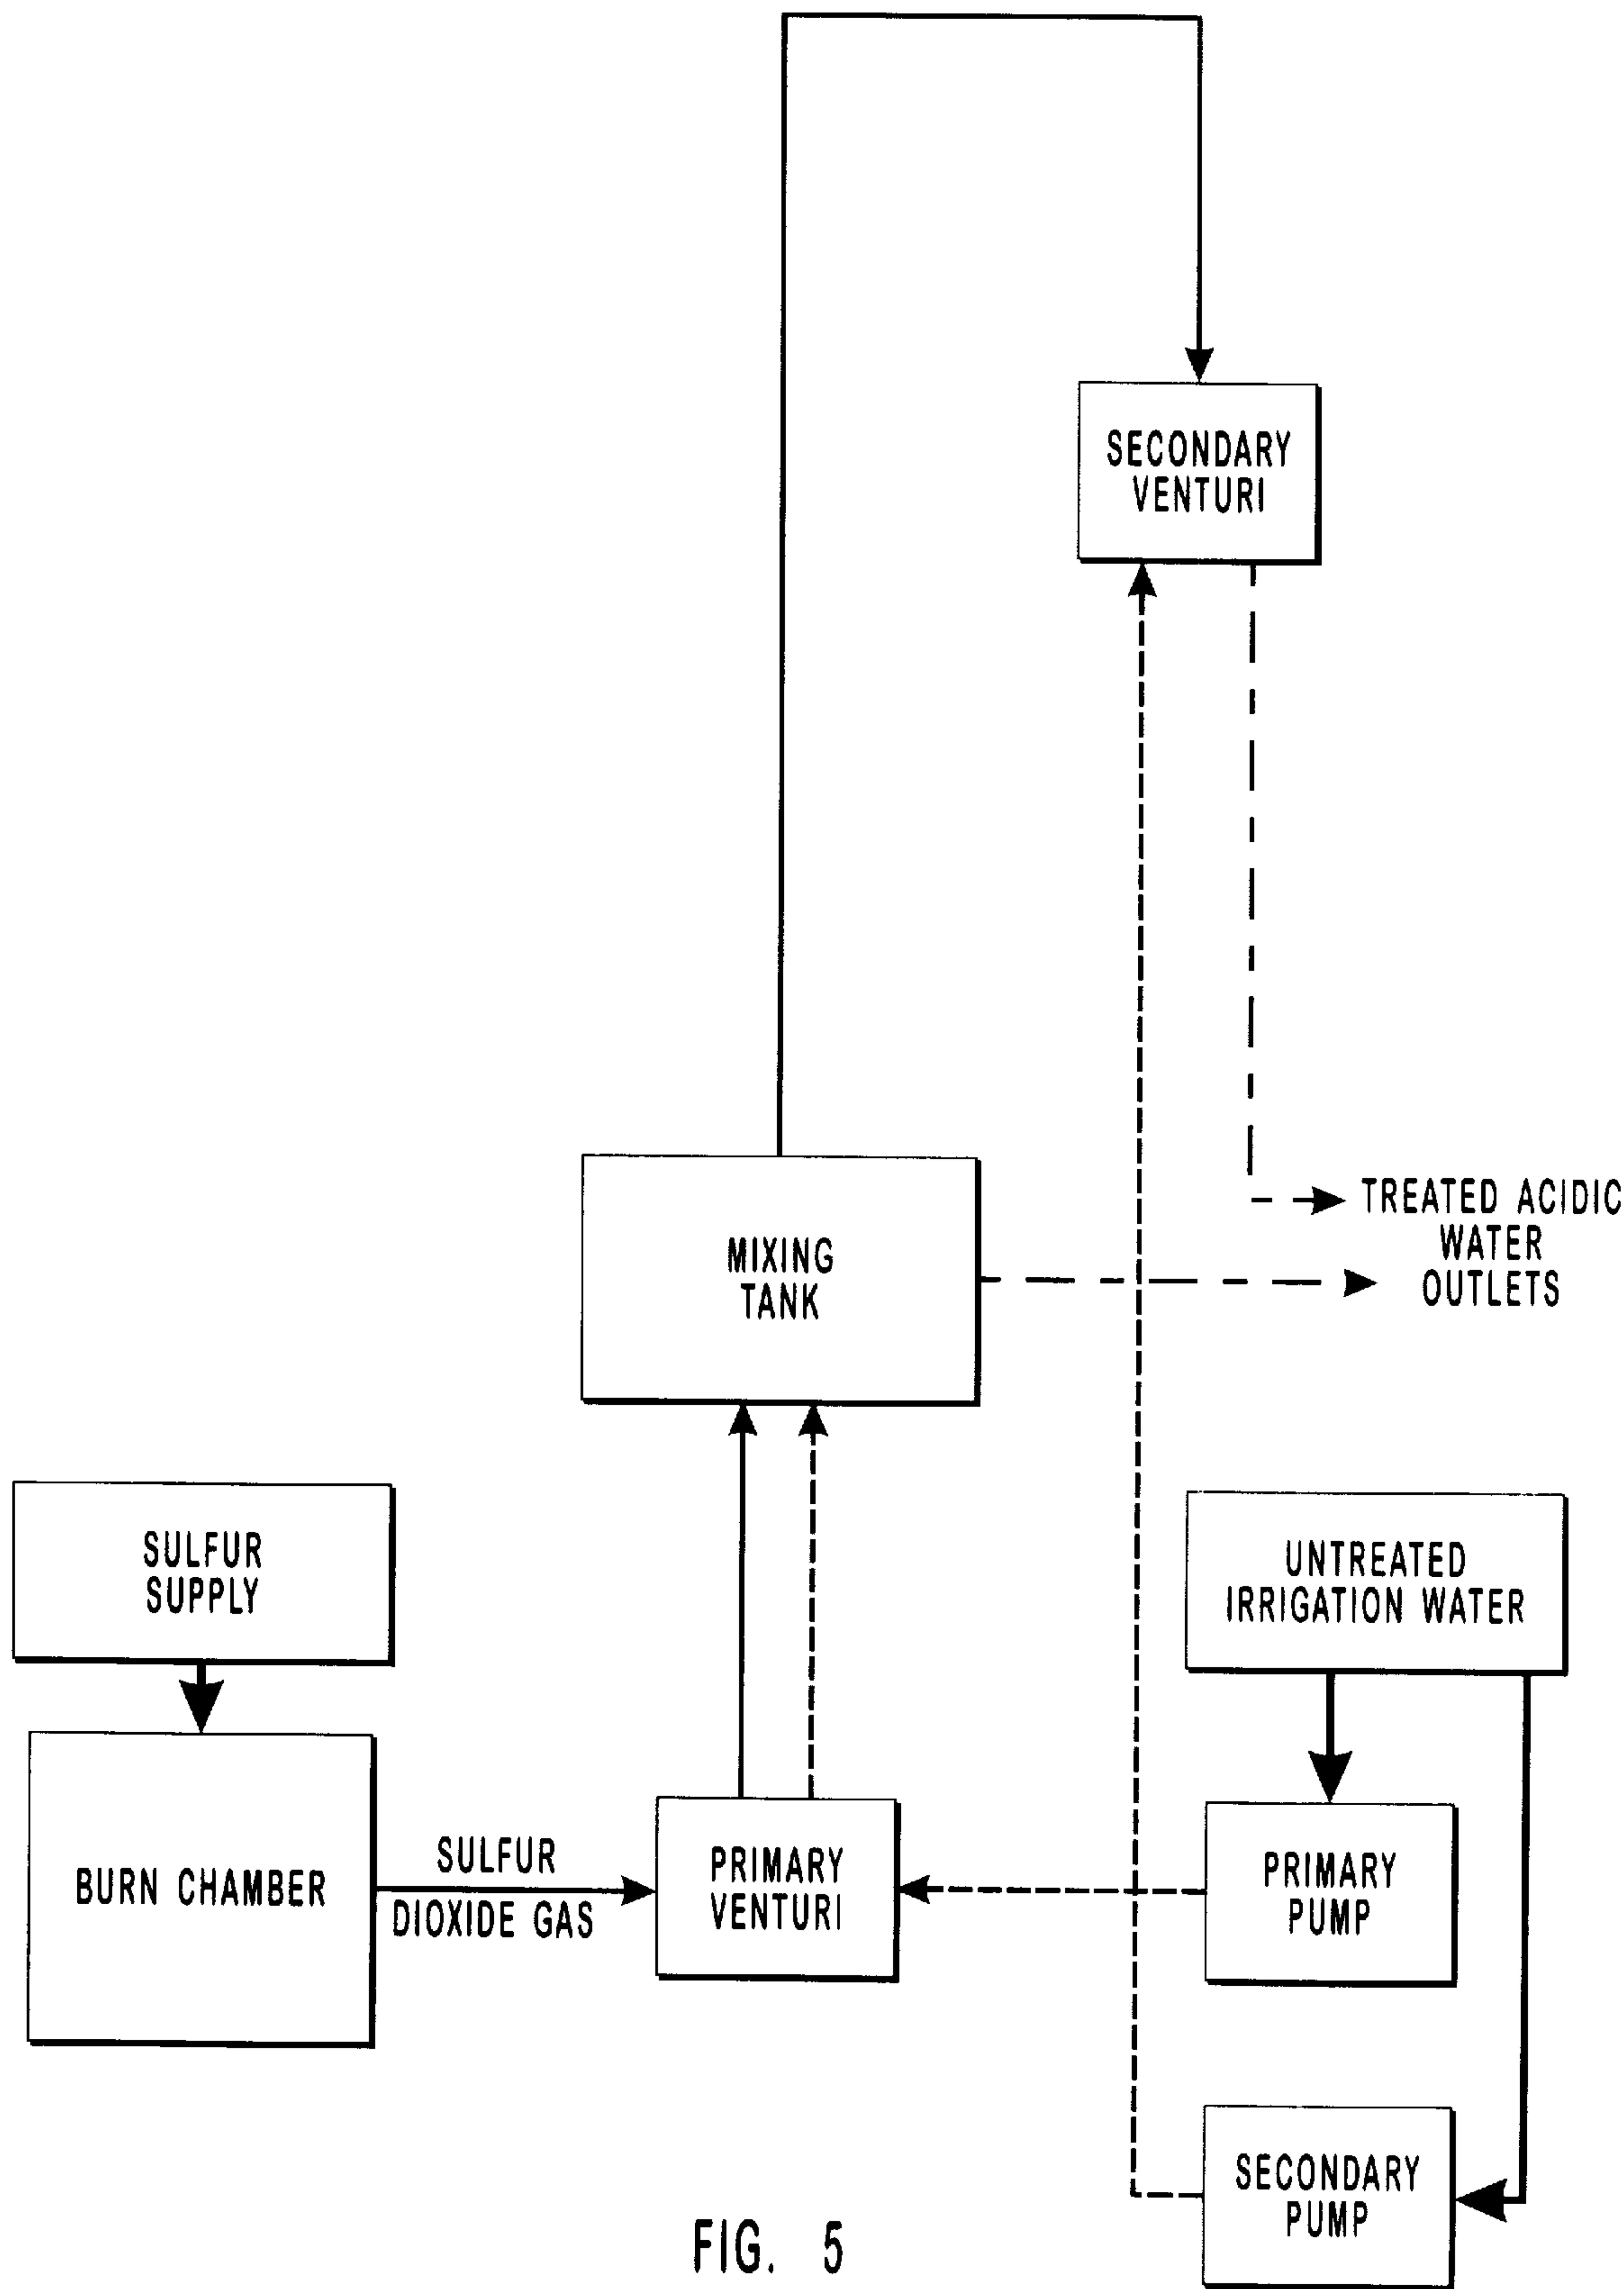 SECONDARY
VENTURI
TREATED ACIDIC
WATER
OUTLETS
MIXING
TANK
SULFUR
SUPPLY
UNTREATED
IRRIGATION WATER
BURN CHAMBER
SULFUR
DIOXIDE GAS
PRIMARY
VENTURI
PRIMARY
PUMP
SECONDARY
PUMP
FIG. 5